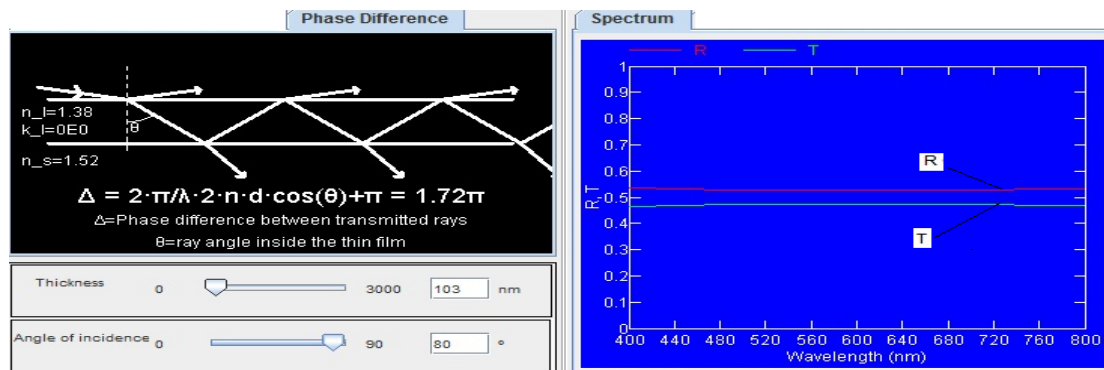 Phase Difference
n_l=1.38
k_l=0E0
θ
n_s=1.52
Δ = 2·π/λ·2·n·d·cos(θ)+π = 1.72π
Δ=Phase difference between transmitted rays
θ=ray angle inside the thin film
Thickness 0 3000 103 nm
Angle of incidence 0 90 80 º
Spectrum
R T
1
0.9
0.8
0.7
0.6
0.5
0.4
0.3
0.2
0.1
0
R,T
R
T
400 440 480 520 560 600 640 680 720 760 800
Wavelength (nm)